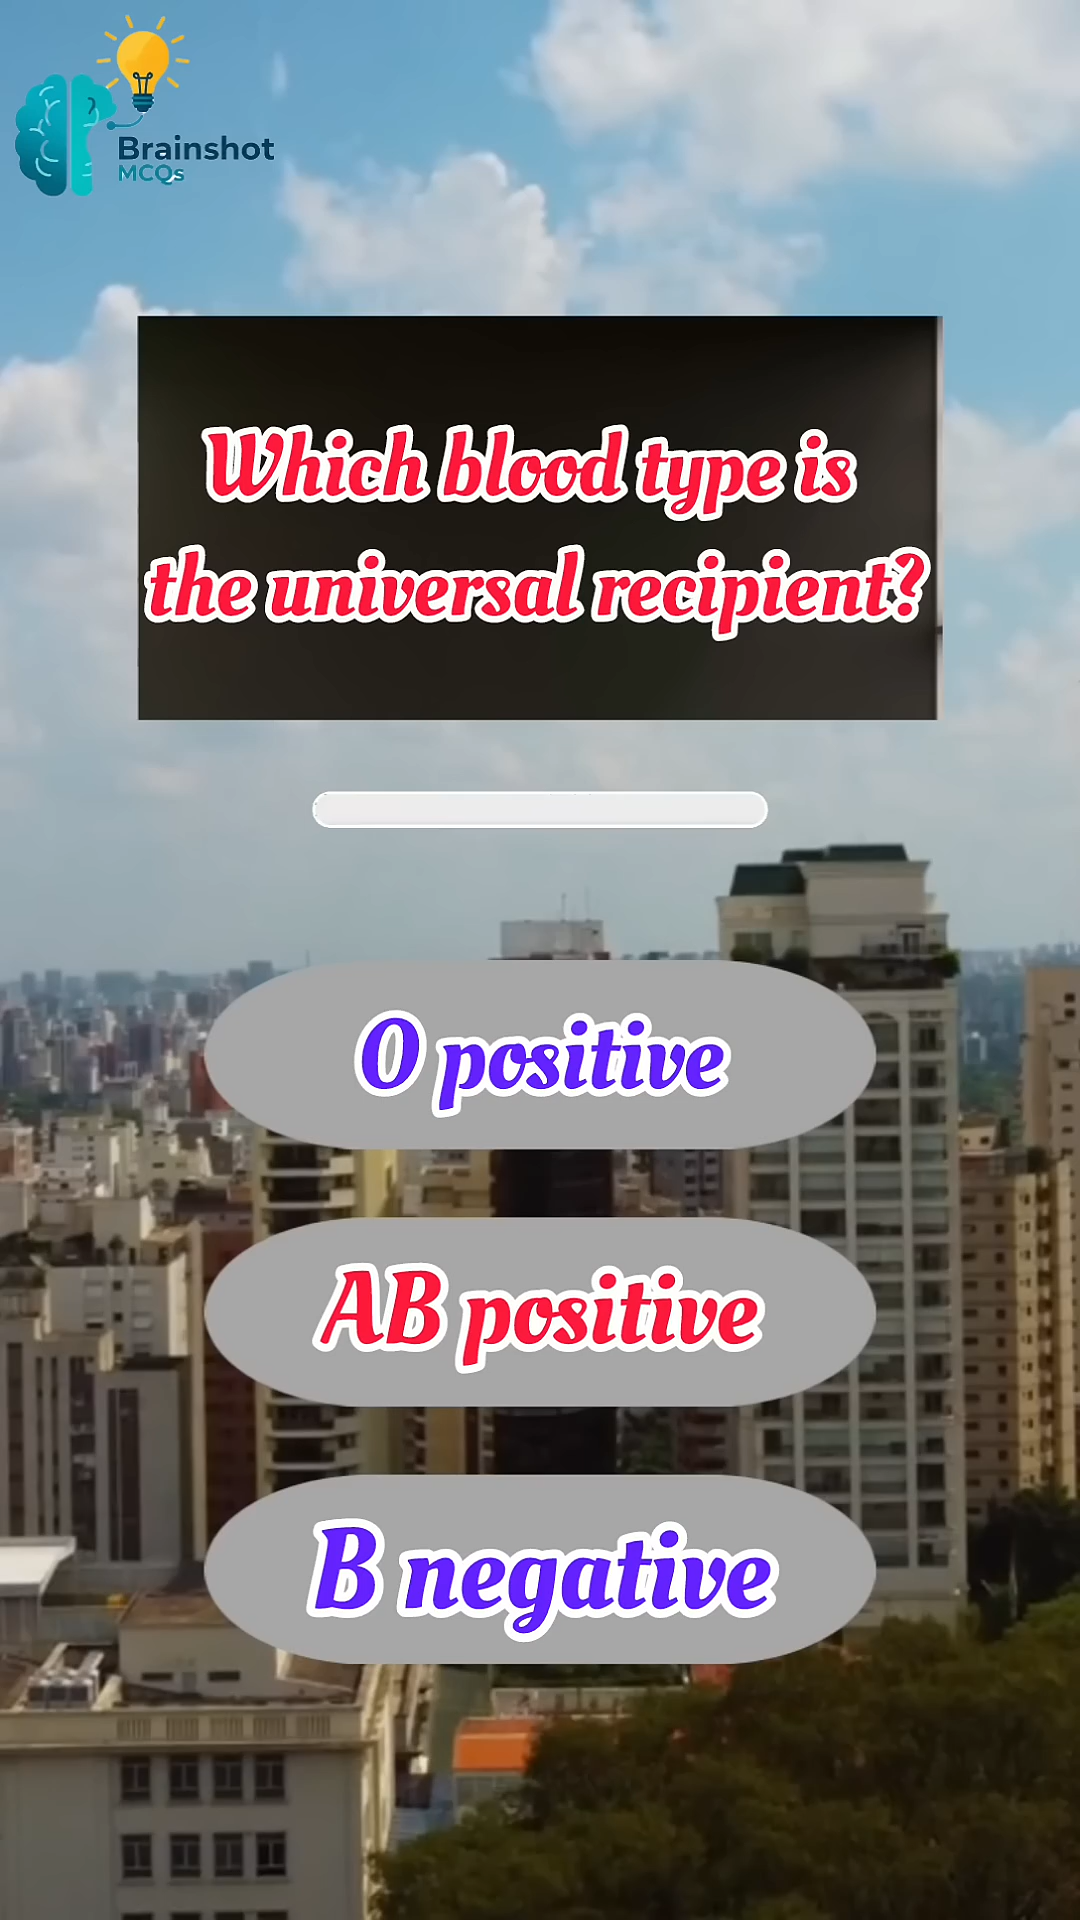 Brainshot
MCQs
Which blood type is
the universal recipient?
O positive
AB positive
B negative